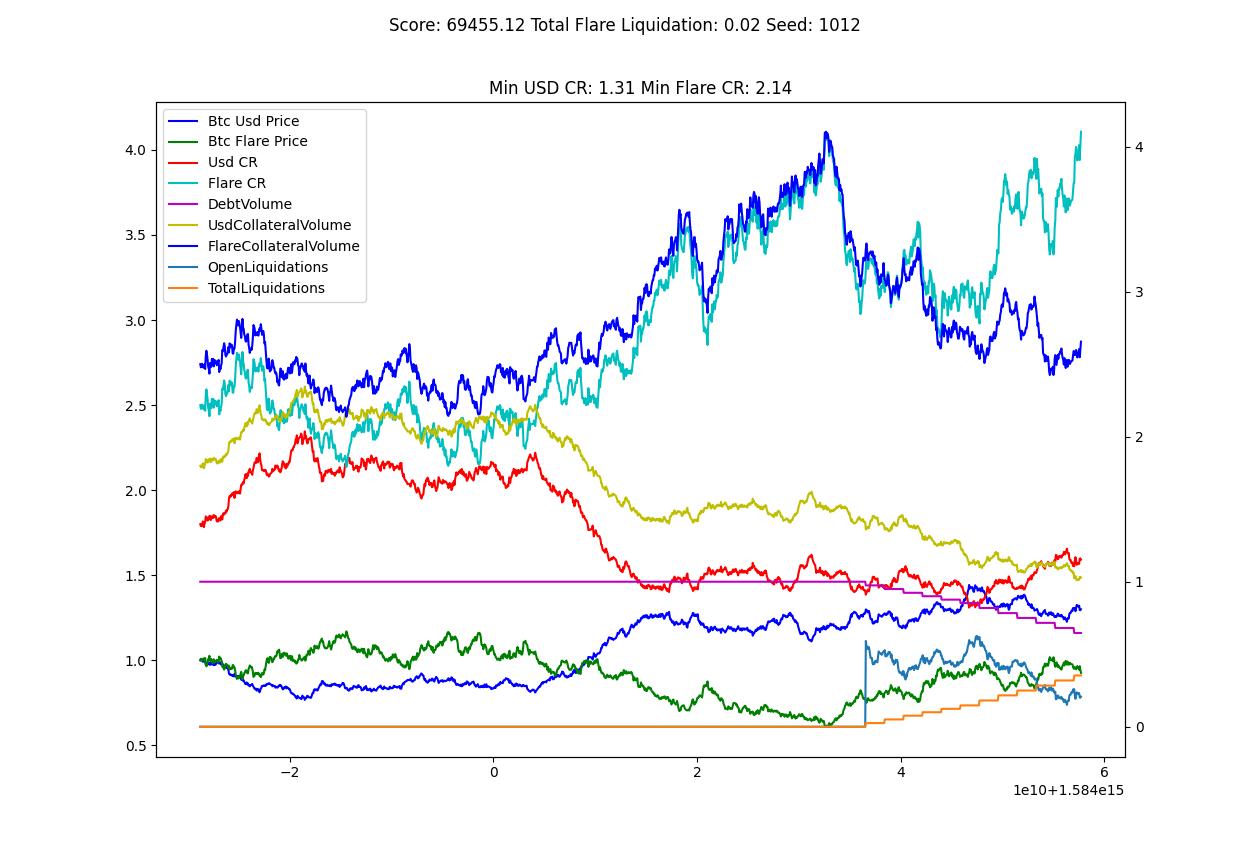 Score: 69455.12 Total Flare Liquidation: 0.02 Seed: 1012
Min USD CR: 1.31 Min Flare CR: 2.14
Btc Usd Price
Btc Flare Price
Usd CR
Flare CR
DebtVolume
UsdCollateralVolume
FlareCollateralVolume
OpenLiquidations
TotalLiquidations
4.0
3.5
3.0
2.5
2.0
1.5
1.0
0.5
4
3
2
1
0
−2 0 2 4 6
1e10+1.584e15